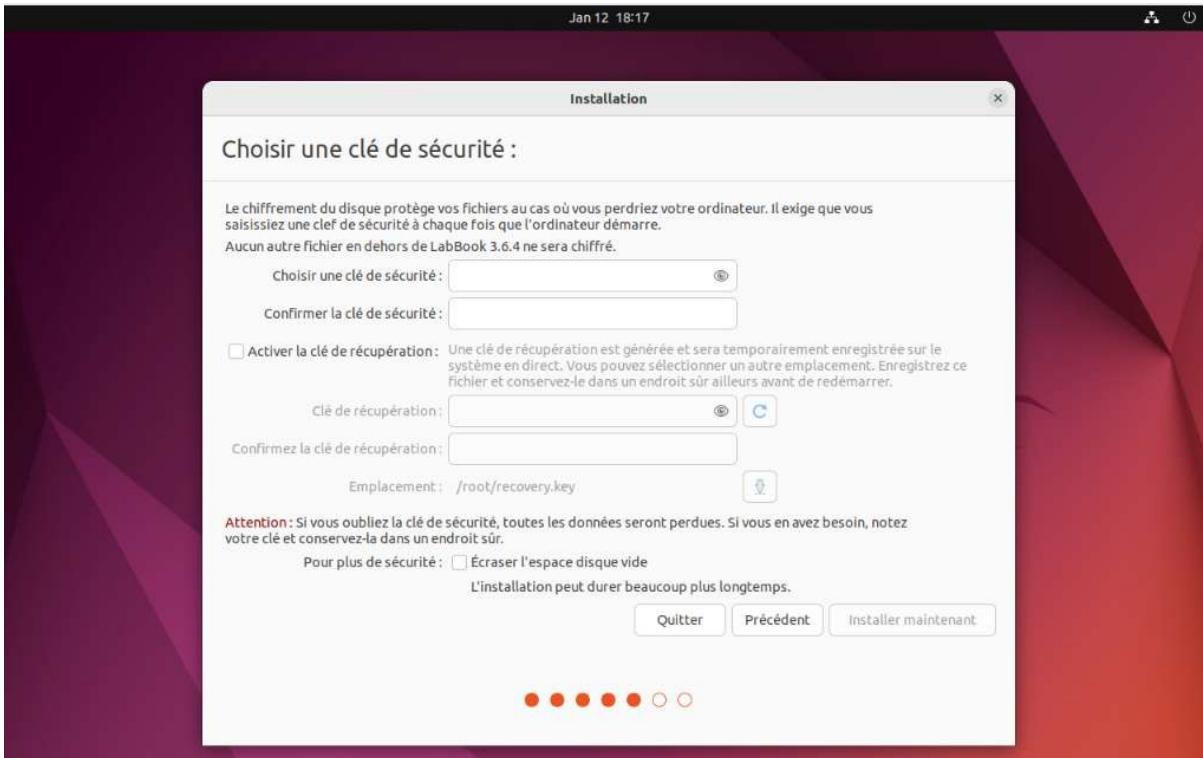 Jan 12 18:17
Installation
Choisir une clé de sécurité :
Le chiffrement du disque protège vos fichiers au cas où vous perdriez votre ordinateur. Il exige que vous
saisissiez une clef de sécurité à chaque fois que l'ordinateur démarre.
Aucun autre fichier en dehors de LabBook 3.6.4 ne sera chiffré.
Choisir une clé de sécurité :
Confirmer la clé de sécurité :
Activer la clé de récupération : Une clé de récupération est générée et sera temporairement enregistrée sur le
système en direct. Vous pouvez sélectionner un autre emplacement. Enregistrez ce
fichier et conservez-le dans un endroit sûr ailleurs avant de redémarrer.
Clé de récupération :
Confirmez la clé de récupération :
Emplacement : /root/recovery.key
Attention : Si vous oubliez la clé de sécurité, toutes les données seront perdues. Si vous en avez besoin, notez
votre clé et conservez-la dans un endroit sûr.
Pour plus de sécurité : Écraser l'espace disque vide
L'installation peut durer beaucoup plus longtemps.
Quitter Précédent Installer maintenant